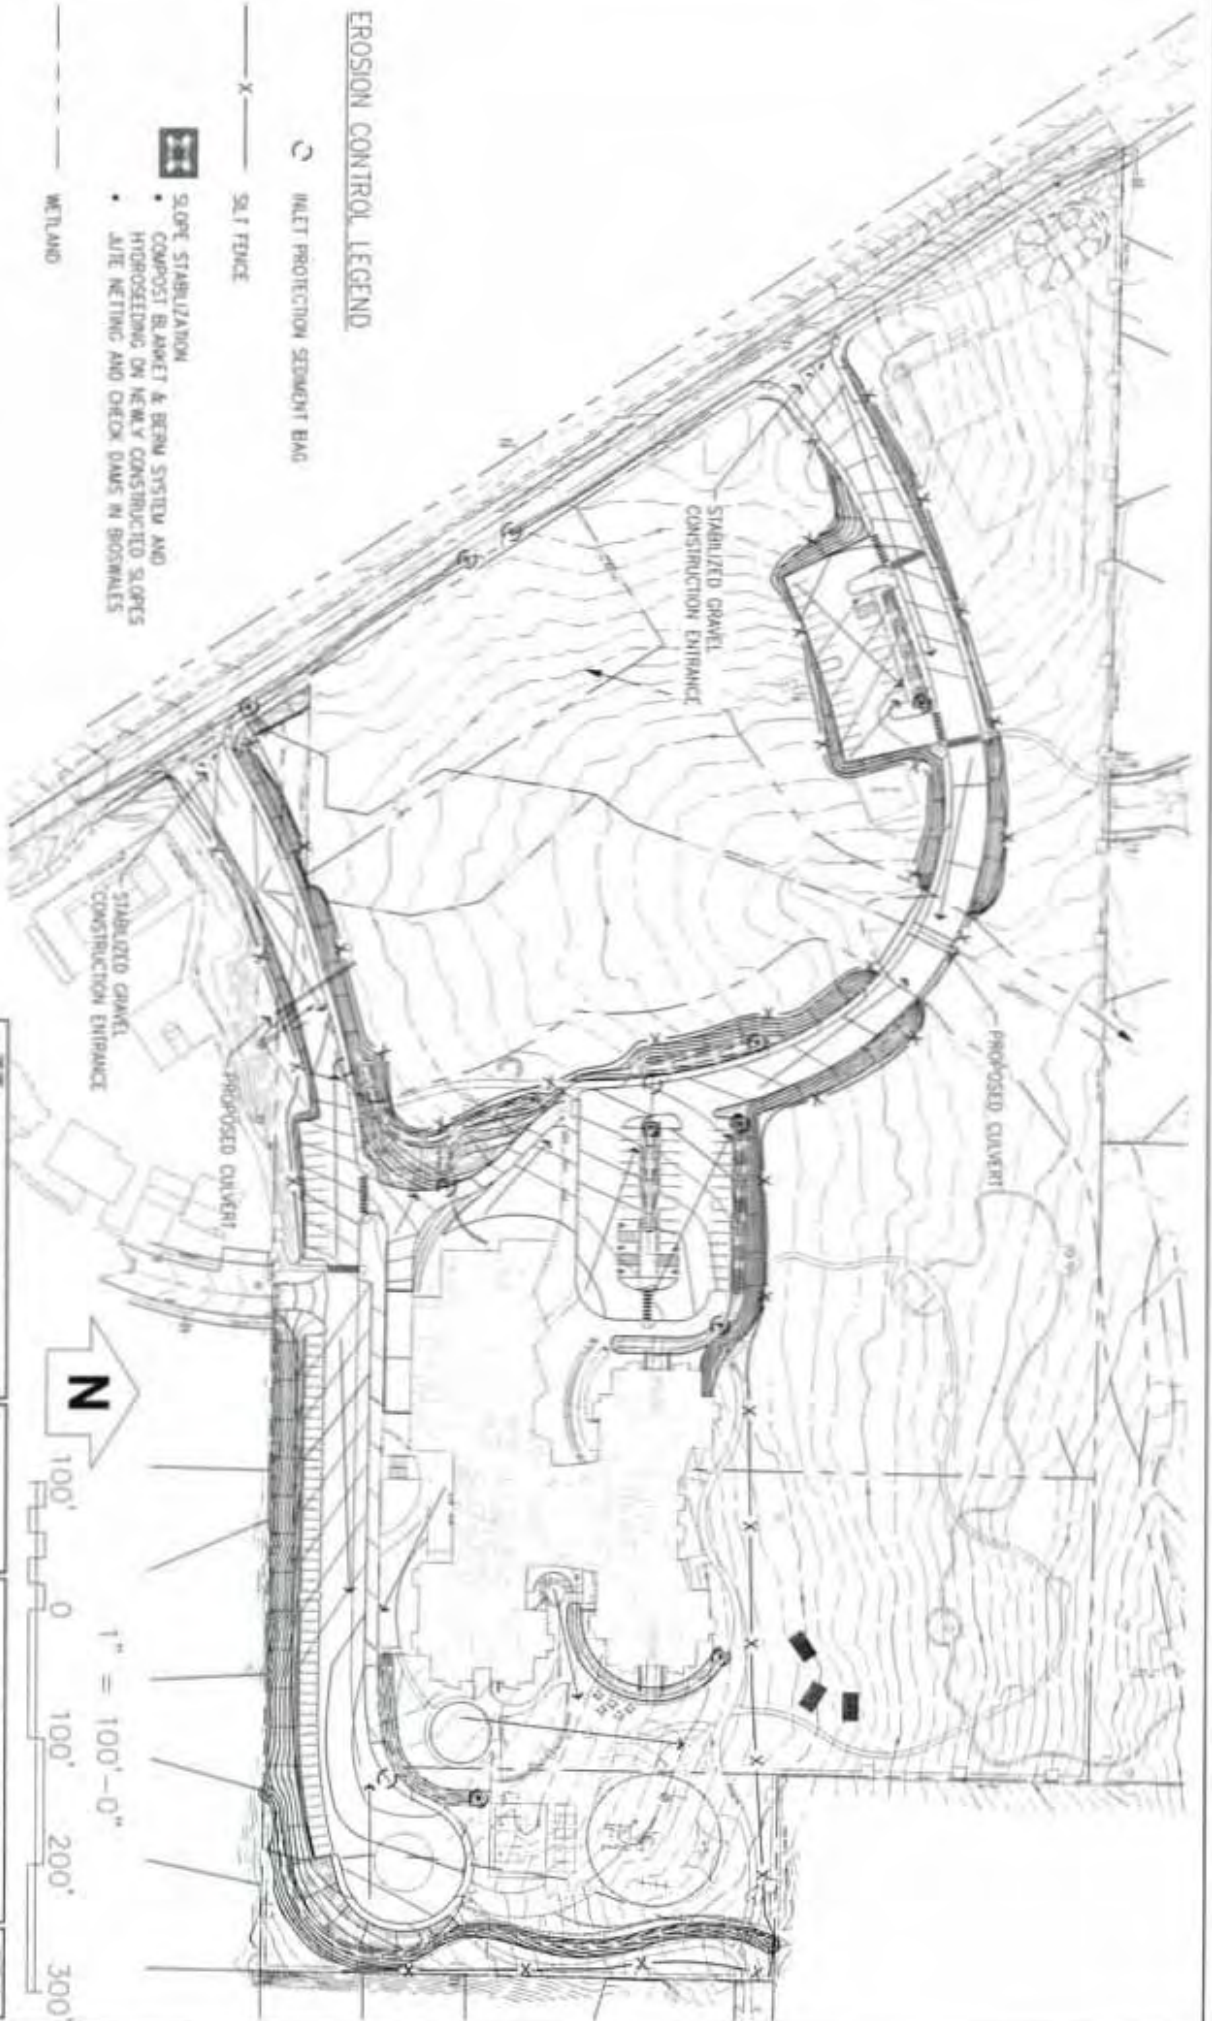 EROSION CONTROL LEGEND
INLET PROTECTION SEDIMENT BAG
X
SILT FENCE
SLOPE STABILIZATION
• COMPOST BLANKET & BERM SYSTEM AND
HYDROSEEDING ON NEWLY CONSTRUCTED SLOPES
• JUTE NETTING AND CHECK DAMS IN BIOSWALES
WETLAND
STABILIZED GRAVEL
CONSTRUCTION ENTRANCE
STABILIZED GRAVEL
CONSTRUCTION ENTRANCE
PROPOSED CULVERT
PROPOSED CULVERT
N
1" = 100'-0"
100' 0 100' 200' 300'